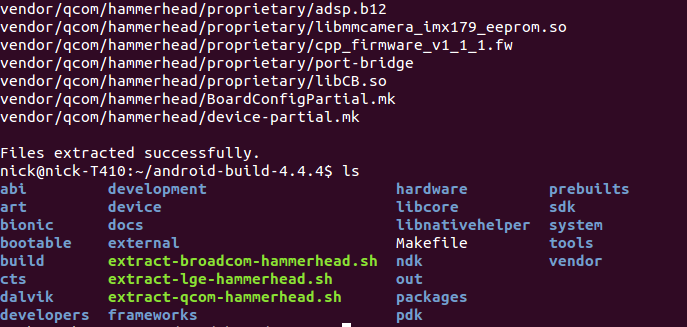 vendor/qcom/hammerhead/proprietary/adsp.b12
vendor/qcom/hammerhead/proprietary/libmmcamera_imx179_eeprom.so
vendor/qcom/hammerhead/proprietary/cpp_firmware_v1_1_1.fw
vendor/qcom/hammerhead/proprietary/port-bridge
vendor/qcom/hammerhead/proprietary/libCB.so
vendor/qcom/hammerhead/BoardConfigPartial.mk
vendor/qcom/hammerhead/device-partial.mk
Files extracted successfully.
nick@nick-T410:~/android-build-4.4.4$ ls
abi development hardware prebuilts
art device libcore sdk
bionic docs libnativehelper system
bootable external Makefile tools
build extract-broadcom-hammerhead.sh ndk vendor
cts extract-lge-hammerhead.sh out
dalvik extract-qcom-hammerhead.sh packages
developers frameworks pdk